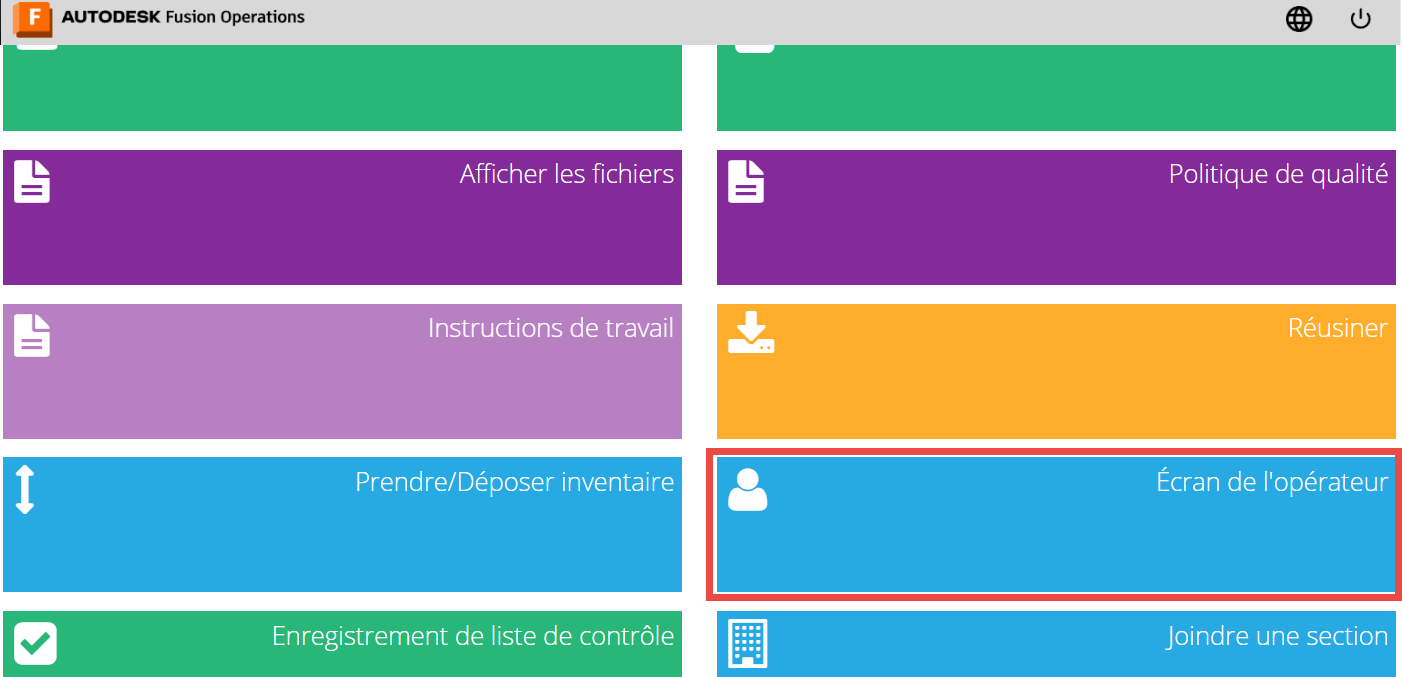 F AUTODESK Fusion Operations
Afficher les fichiers
Politique de qualité
Instructions de travail
Réusiner
Prendre/Déposer inventaire
Écran de l'opérateur
Enregistrement de liste de contrôle
Joindre une section